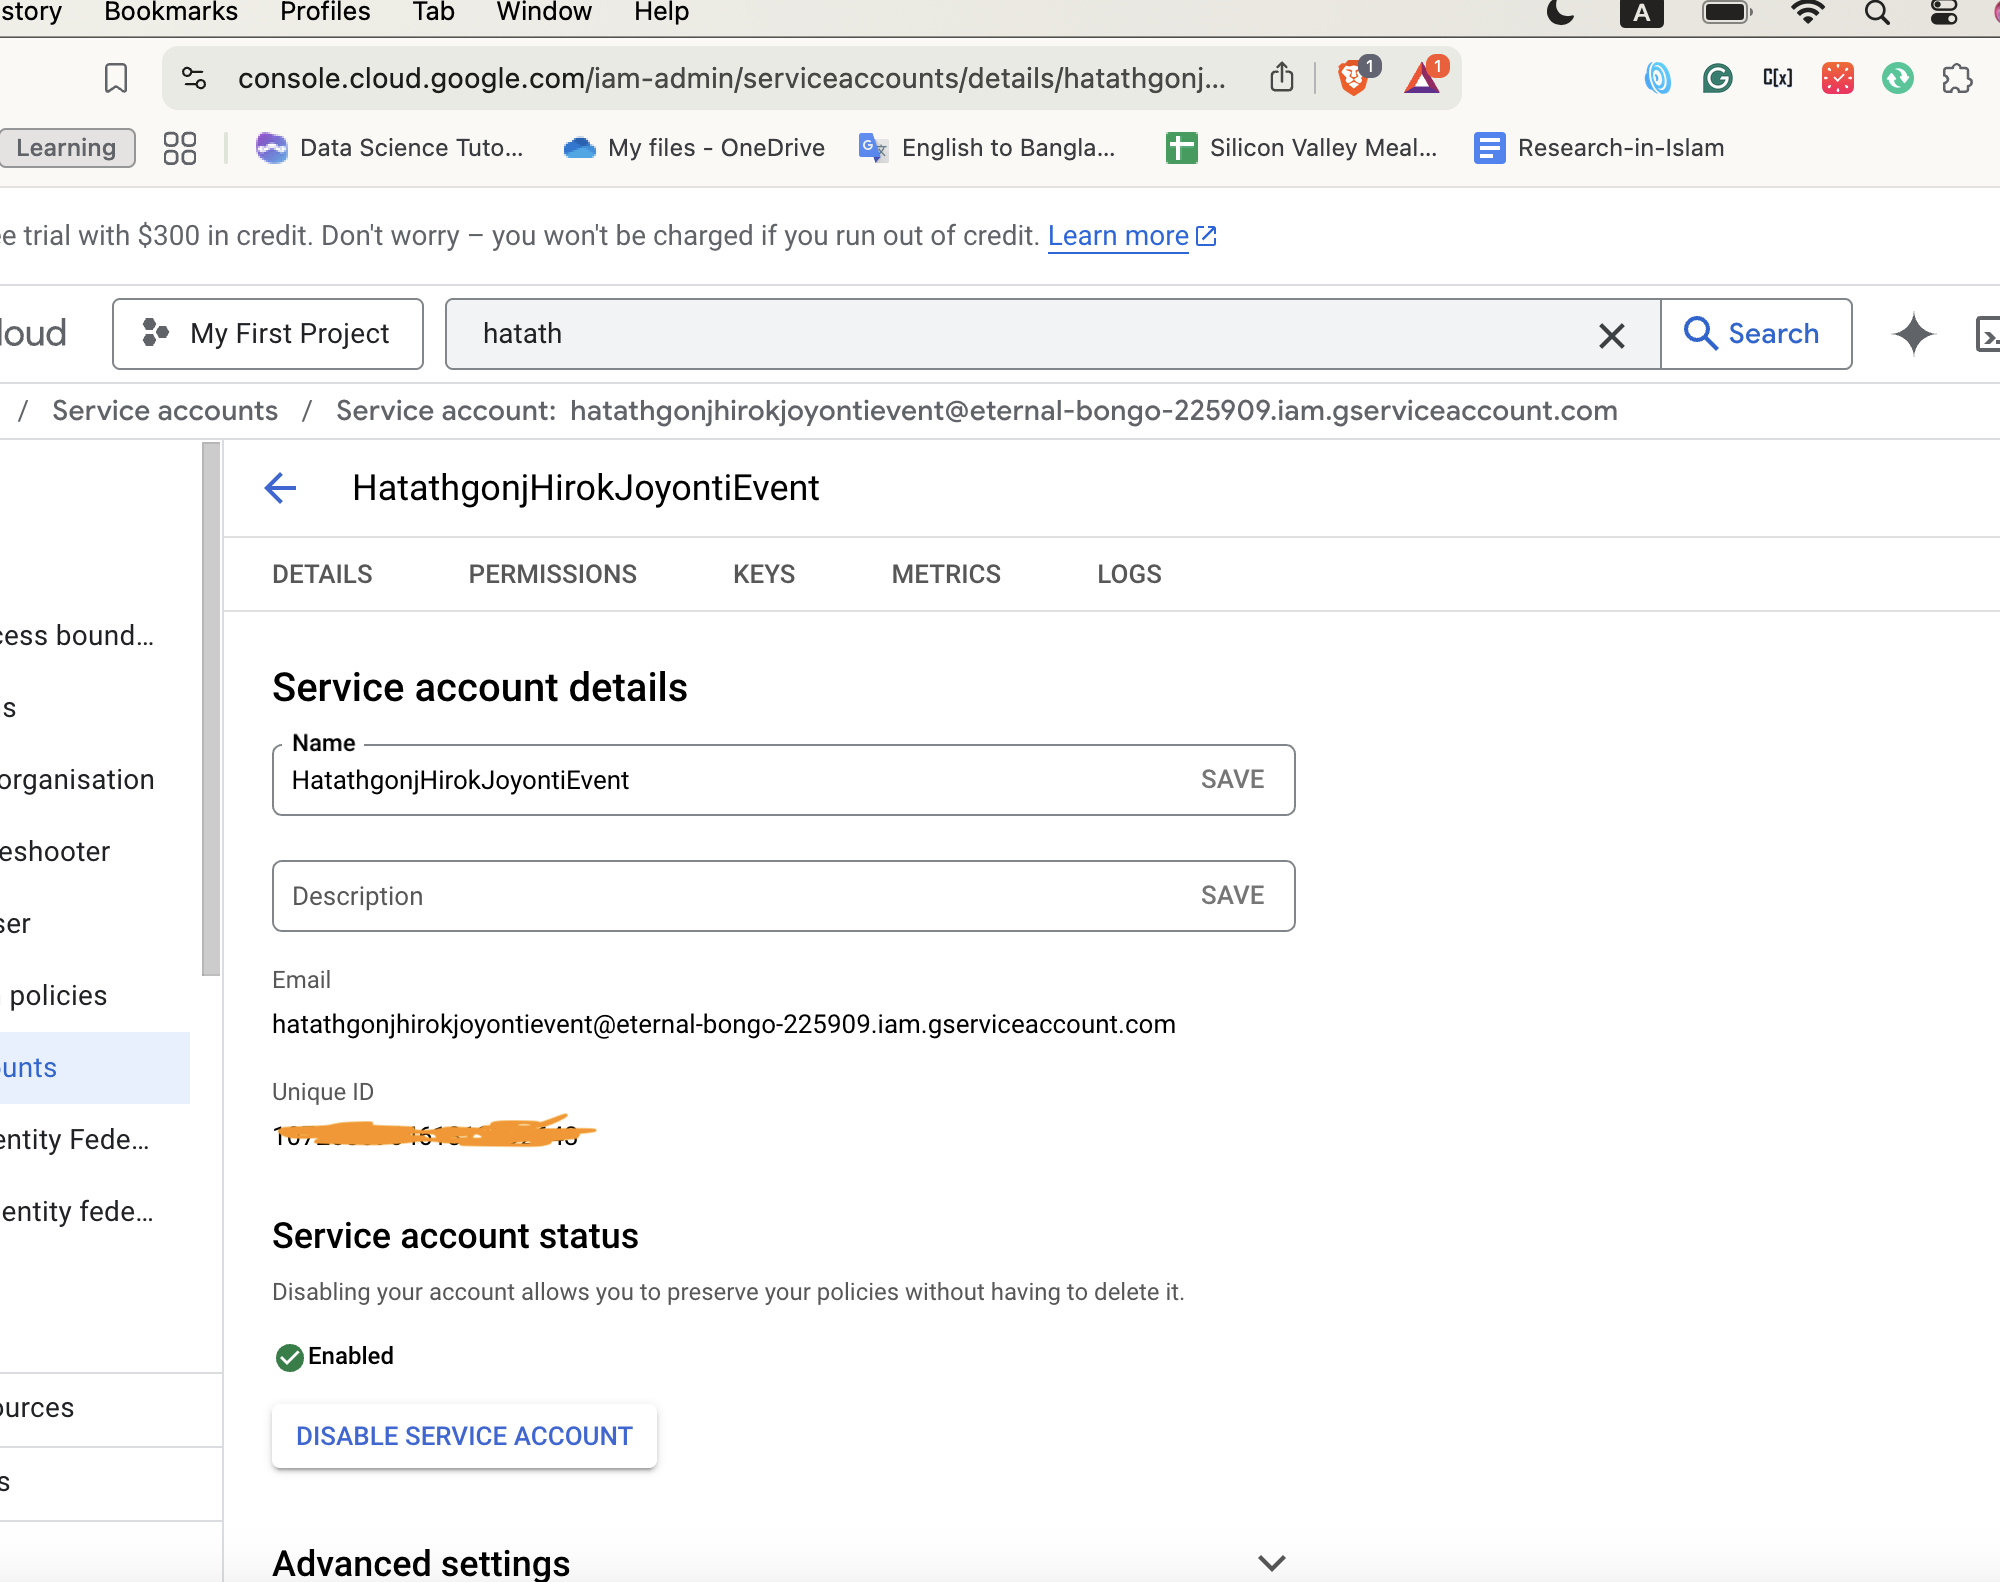 story Bookmarks Profiles Tab Window Help A
console.cloud.google.com/iam-admin/serviceaccounts/details/hatathgonj... 1 1 C[x]
Learning Data Science Tuto... My files - OneDrive English to Bangla... Silicon Valley Meal... Research-in-Islam
e trial with $300 in credit. Don't worry – you won't be charged if you run out of credit. Learn more
loud My First Project hatath Search
/ Service accounts / Service account: hatathgonjhirokjoyontievent@eternal-bongo-225909.iam.gserviceaccount.com
HatathgonjHirokJoyontiEvent
DETAILS PERMISSIONS KEYS METRICS LOGS
cess bound...
s
organisation
eshooter
ser
policies
unts
entity Fede...
entity fede...
ources
s
Service account details
Name
HatathgonjHirokJoyontiEvent SAVE
Description SAVE
Email
hatathgonjhirokjoyontievent@eternal-bongo-225909.iam.gserviceaccount.com
Unique ID
Service account status
Disabling your account allows you to preserve your policies without having to delete it.
Enabled
DISABLE SERVICE ACCOUNT
Advanced settings